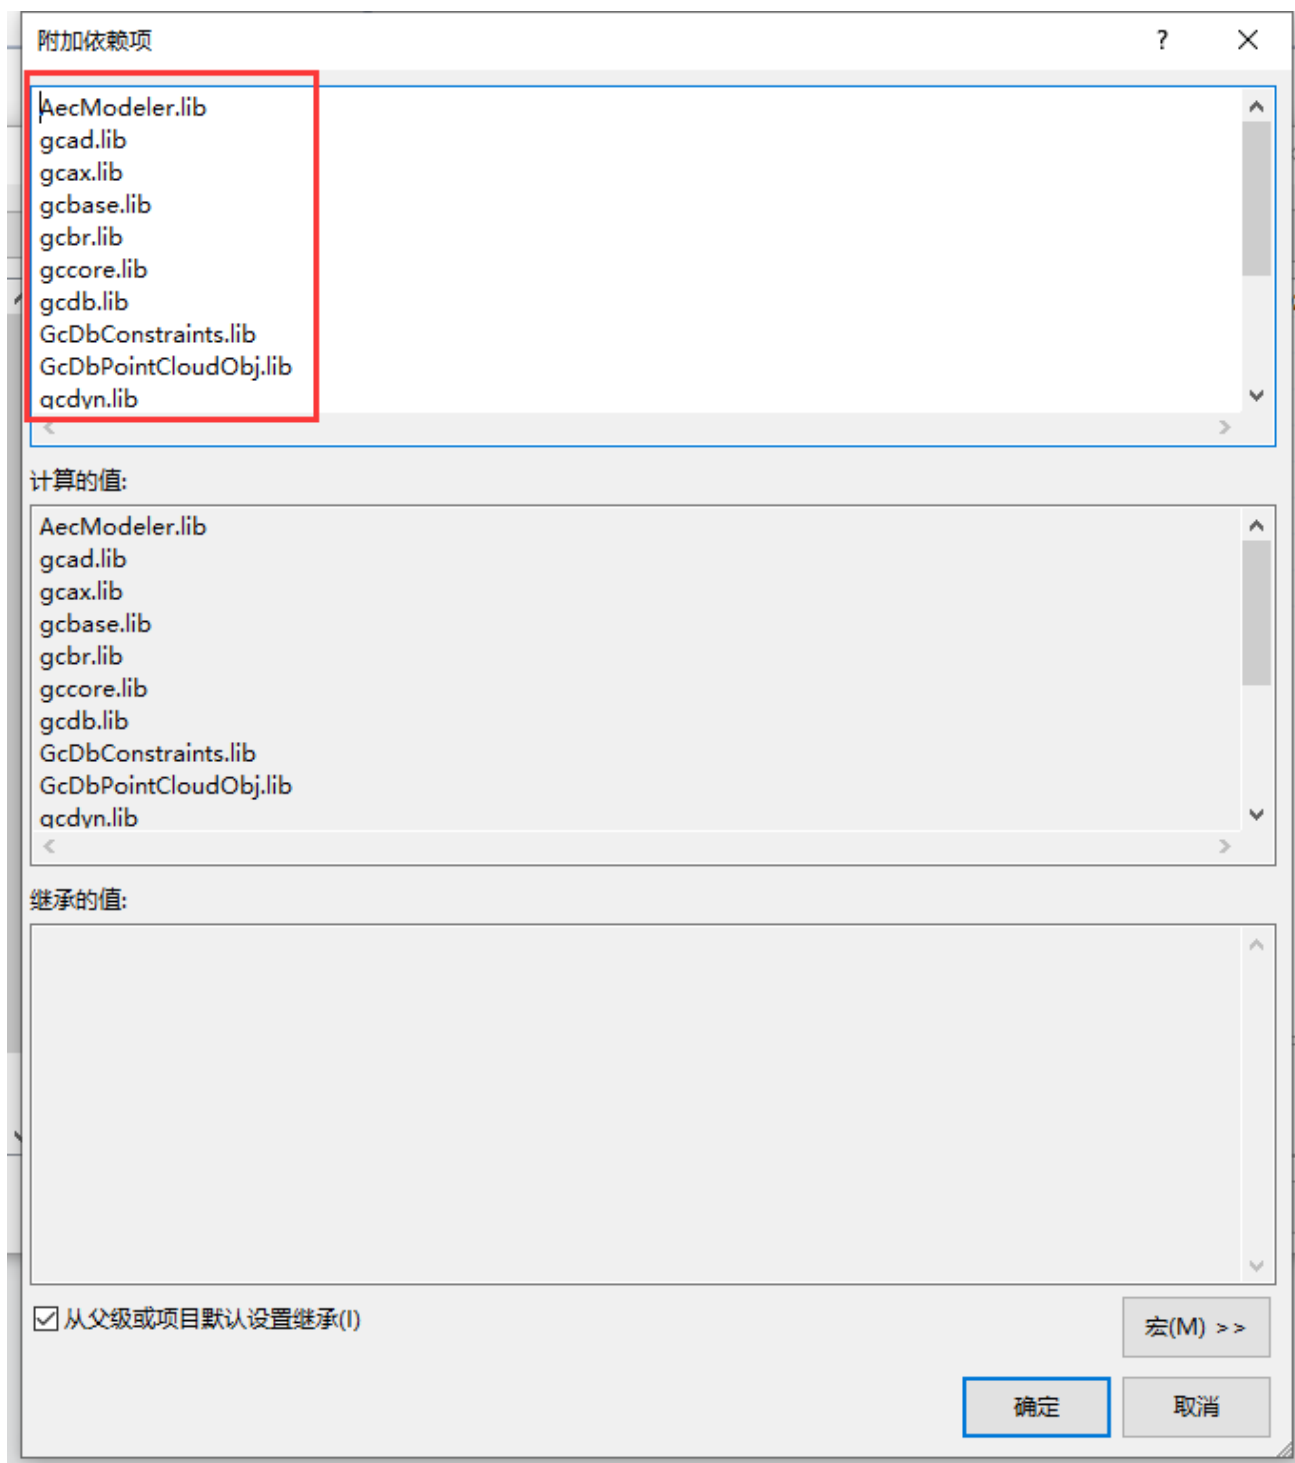 附加依赖项
?
AecModeler.lib
gcad.lib
gcax.lib
gcbase.lib
gcbr.lib
gccore.lib
gcdb.lib
GcDbConstraints.lib
GcDbPointCloudObj.lib
gcdyn.lib
计算的值:
AecModeler.lib
gcad.lib
gcax.lib
gcbase.lib
gcbr.lib
gccore.lib
gcdb.lib
GcDbConstraints.lib
GcDbPointCloudObj.lib
gcdyn.lib
继承的值:
从父级或项目默认设置继承(I)
宏(M) >>
确定
取消